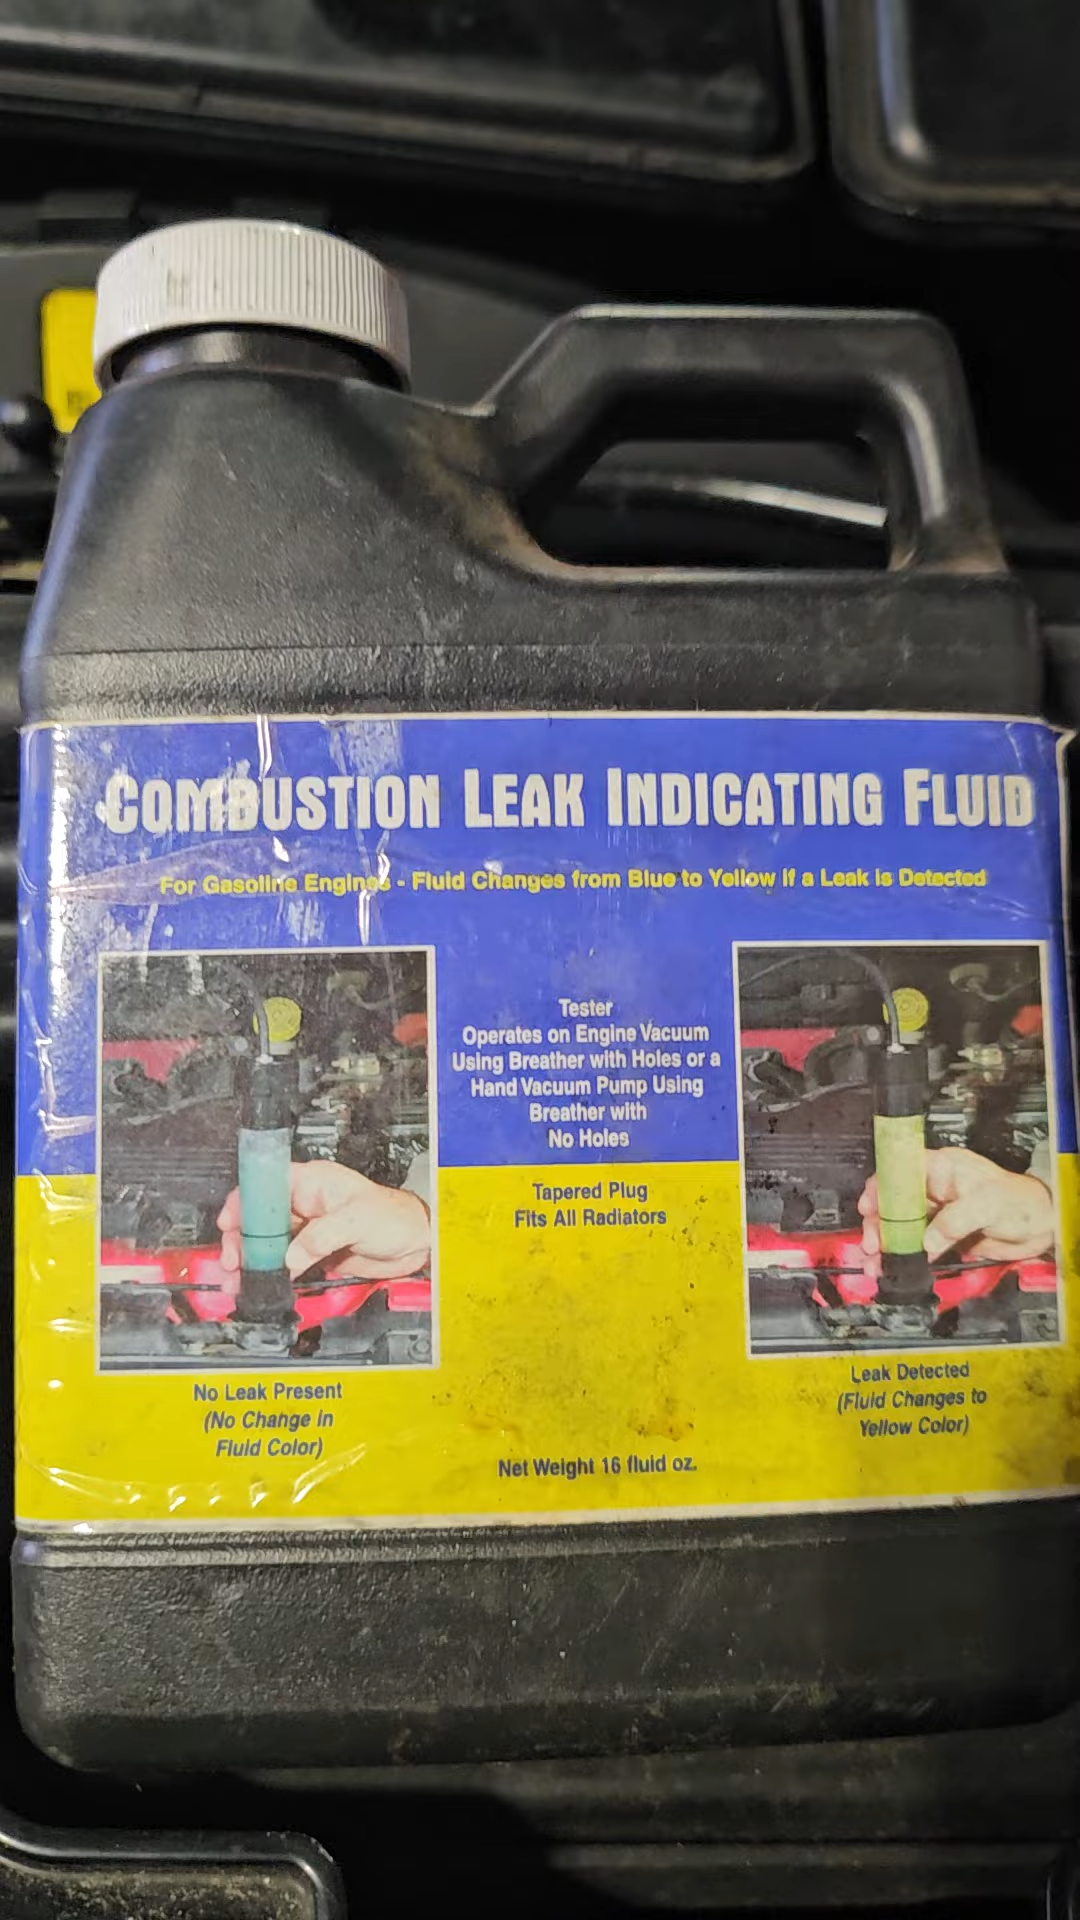 COMBUSTION LEAK INDICATING FLUID
For Gasoline Engines - Fluid Changes from Blue to Yellow If a Leak is Detected
Tester
Operates on Engine Vacuum
Using Breather with Holes or a
Hand Vacuum Pump Using
Breather with
No Holes
Tapered Plug
Fits All Radiators
No Leak Present
(No Change in
Fluid Color)
Leak Detected
(Fluid Changes to
Yellow Color)
Net Weight 16 fluid oz.